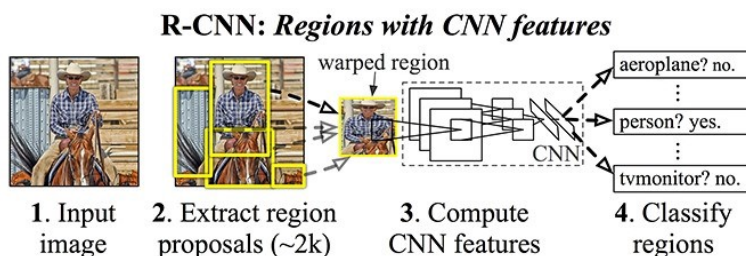 R-CNN: Regions with CNN features
warped region
aeroplane? no.
⋮
person? yes.
⋮
tvmonitor? no.
CNN
1. Input
image
2. Extract region
proposals (~2k)
3. Compute
CNN features
4. Classify
regions